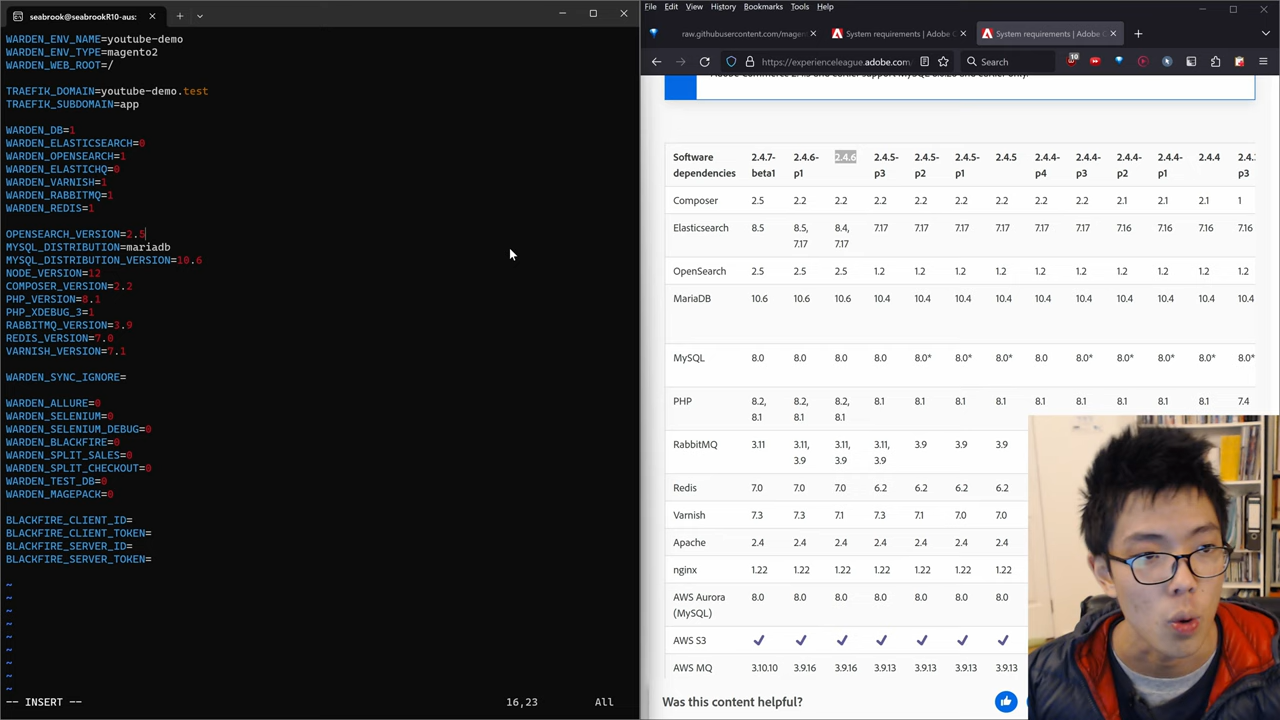 seabrook@seabrookR10-aus:
WARDEN_ENV_NAME=youtube-demo
WARDEN_ENV_TYPE=magento2
WARDEN_WEB_ROOT=/
TRAEFIK_DOMAIN=youtube-demo.test
TRAEFIK_SUBDOMAIN=app
WARDEN_DB=1
WARDEN_ELASTICSEARCH=0
WARDEN_OPENSEARCH=1
WARDEN_ELASTICHQ=0
WARDEN_VARNISH=1
WARDEN_RABBITMQ=1
WARDEN_REDIS=1
OPENSEARCH_VERSION=2.5
MYSQL_DISTRIBUTION=mariadb
MYSQL_DISTRIBUTION_VERSION=10.6
NODE_VERSION=12
COMPOSER_VERSION=2.2
PHP_VERSION=8.1
PHP_XDEBUG_3=1
RABBITMQ_VERSION=3.9
REDIS_VERSION=7.0
VARNISH_VERSION=7.1
WARDEN_SYNC_IGNORE=
WARDEN_ALLURE=0
WARDEN_SELENIUM=0
WARDEN_SELENIUM_DEBUG=0
WARDEN_BLACKFIRE=0
WARDEN_SPLIT_SALES=0
WARDEN_SPLIT_CHECKOUT=0
WARDEN_TEST_DB=0
WARDEN_MAGEPACK=0
BLACKFIRE_CLIENT_ID=
BLACKFIRE_CLIENT_TOKEN=
BLACKFIRE_SERVER_ID=
BLACKFIRE_SERVER_TOKEN=
~
~
~
~
~
~
~
~
~
-- INSERT -- 16,23 All
File Edit View History Bookmarks Tools Help
raw.githubusercontent.com/magen System requirements | Adobe C System requirements | Adobe C
https://experienceleague.adobe.com Search 10
Software dependencies 2.4.7-beta1 2.4.6-p1 2.4.6 2.4.5-p3 2.4.5-p2 2.4.5-p1 2.4.5 2.4.4-p4 2.4.4-p3 2.4.4-p2 2.4.4-p1 2.4.4 2.4. p3
Composer 2.5 2.2 2.2 2.2 2.2 2.2 2.2 2.2 2.2 2.1 2.1 2.1 1
Elasticsearch 8.5 8.5, 7.17 8.4, 7.17 7.17 7.17 7.17 7.17 7.17 7.17 7.16 7.16 7.16 7.16
OpenSearch 2.5 2.5 2.5 1.2 1.2 1.2 1.2 1.2 1.2 1.2 1.2 1.2 1.2
MariaDB 10.6 10.6 10.6 10.4 10.4 10.4 10.4 10.4 10.4 10.4 10.4 10.4 10.4
MySQL 8.0 8.0 8.0 8.0 8.0* 8.0* 8.0* 8.0 8.0* 8.0* 8.0* 8.0* 8.0*
PHP 8.2, 8.1 8.2, 8.1 8.2, 8.1 8.1 8.1 8.1 8.1 8.1 8.1 8.1 8.1 8.1 7.4
RabbitMQ 3.11 3.11, 3.9 3.11, 3.9 3.11, 3.9 3.9 3.9 3.9
Redis 7.0 7.0 7.0 6.2 6.2 6.2 6.2
Varnish 7.3 7.3 7.1 7.3 7.1 7.0 7.0
Apache 2.4 2.4 2.4 2.4 2.4 2.4 2.4
nginx 1.22 1.22 1.22 1.22 1.22 1.22 1.22
AWS Aurora (MySQL) 8.0 8.0 8.0 8.0 8.0 8.0 8.0
AWS S3
AWS MQ 3.10.10 3.9.16 3.9.16 3.9.13 3.9.13 3.9.13 3.9.13
Was this content helpful?